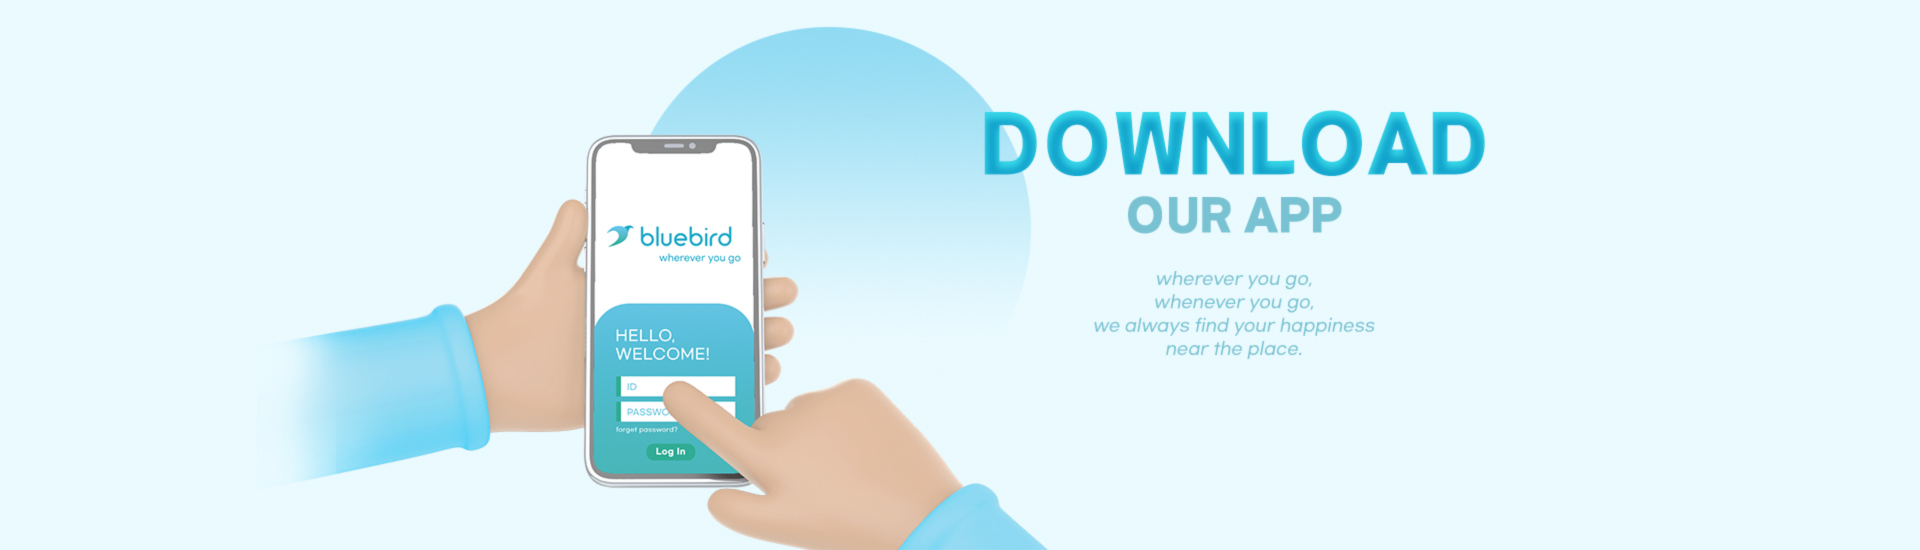 bluebird
wherever you go
HELLO,
WELCOME!
ID
forget password?
Log In
DOWNLOAD
OUR APP
wherever you go,
whenever you go,
we always find your happiness
near the place.